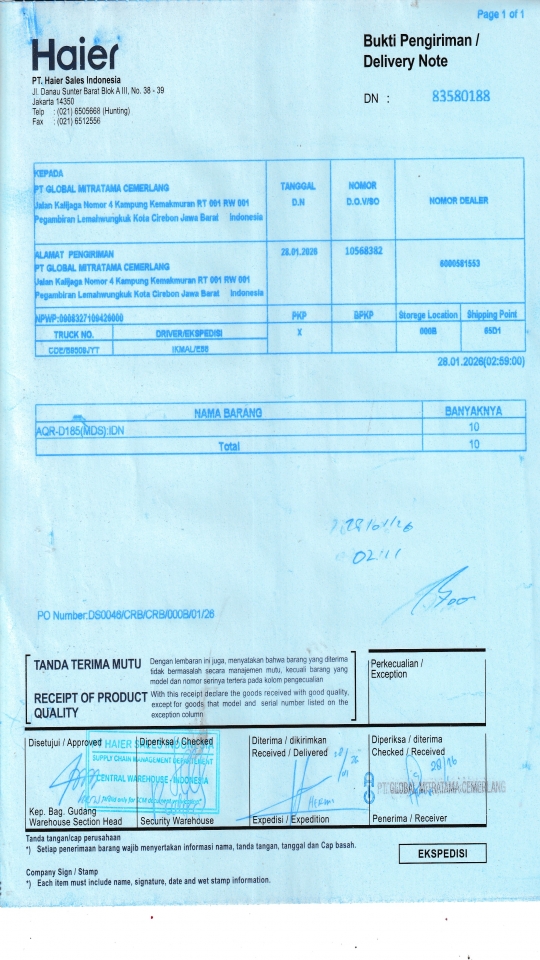 Page 1 of 1
Haier
PT. Haier Sales Indonesia
Jl. Danau Sunter Barat Blok A III, No. 38 - 39
Jakarta 14350
Telp : (021) 6505668 (Hunting)
Fax : (021) 6512556
Bukti Pengiriman /
Delivery Note
DN : 83580188
KEPADA
PT GLOBAL MITRATAMA CEMERLANG
Jalan Kalijaga Nomor 4 Kampung Kemakmuran RT 001 RW 001
Pegambiran Lemahwungkuk Kota Cirebon Jawa Barat Indonesia
TANGGAL
D.N
NOMOR
D.O.V/BO
NOMOR DEALER
ALAMAT PENGIRIMAN
PT GLOBAL MITRATAMA CEMERLANG
Jalan Kalijaga Nomor 4 Kampung Kemakmuran RT 001 RW 001
Pegambiran Lemahwungkuk Kota Cirebon Jawa Barat Indonesia
28.01.2026
10568382
6000581553
PKP
BPKP
Storege Location
Shipping Point
TRUCK NO.
DRIVER/EKSPEDISI
X
000B
65D1
28.01.2026(02:59:00)
NAMA BARANG
BANYAKNYA
AQR-D185(MDS):IDN
10
Total
10
28/01/26
02:11
PO Number:DS0046/CRB/CRB/000B/01/26
TANDA TERIMA MUTU
Dengan lembaran ini juga, menyatakan bahwa barang yang diterima
tidak bermasalah secara manajemen mutu, kecuali barang yang
model dan nomor serinya tertera pada kolom pengecualian
RECEIPT OF PRODUCT
QUALITY
With this receipt declare the goods received with good quality,
except for goods that model and serial number listed on the
exception column
Perkecualian /
Exception
Disetujui / Approved
Diperiksa / Checked
Diterima / dikirimkan
Received / Delivered
Diperiksa / diterima
Checked / Received
HAIER SALES INDONESIA
SUPPLY CHAIN MANAGEMENT DEPARTEMENT
CENTRAL WAREHOUSE - INDONESIA
PT GLOBAL MITRATAMA CEMERLANG
Kep. Bag. Gudang
Warehouse Section Head
Security Warehouse
Expedisi / Expedition
Penerima / Receiver
Tanda tangan/cap perusahaan
*) Setiap penerimaan barang wajib menyertakan informasi nama, tanda tangan, tanggal dan Cap basah.
EKSPEDISI
Company Sign / Stamp
*) Each item must include name, signature, date and wet stamp information.